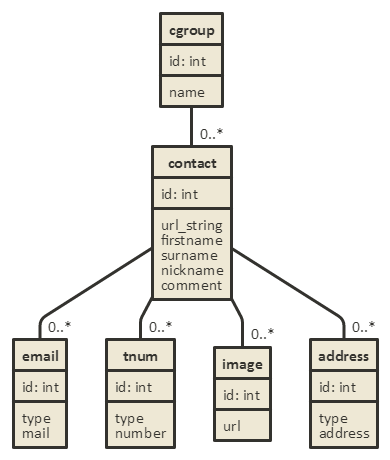 cgroup
id: int
name
0..*
contact
id: int
url_string
firstname
surname
nickname
comment
0..*
0..*
0..*
0..*
email
id: int
type
mail
tnum
id: int
type
number
image
id: int
url
address
id: int
type
address